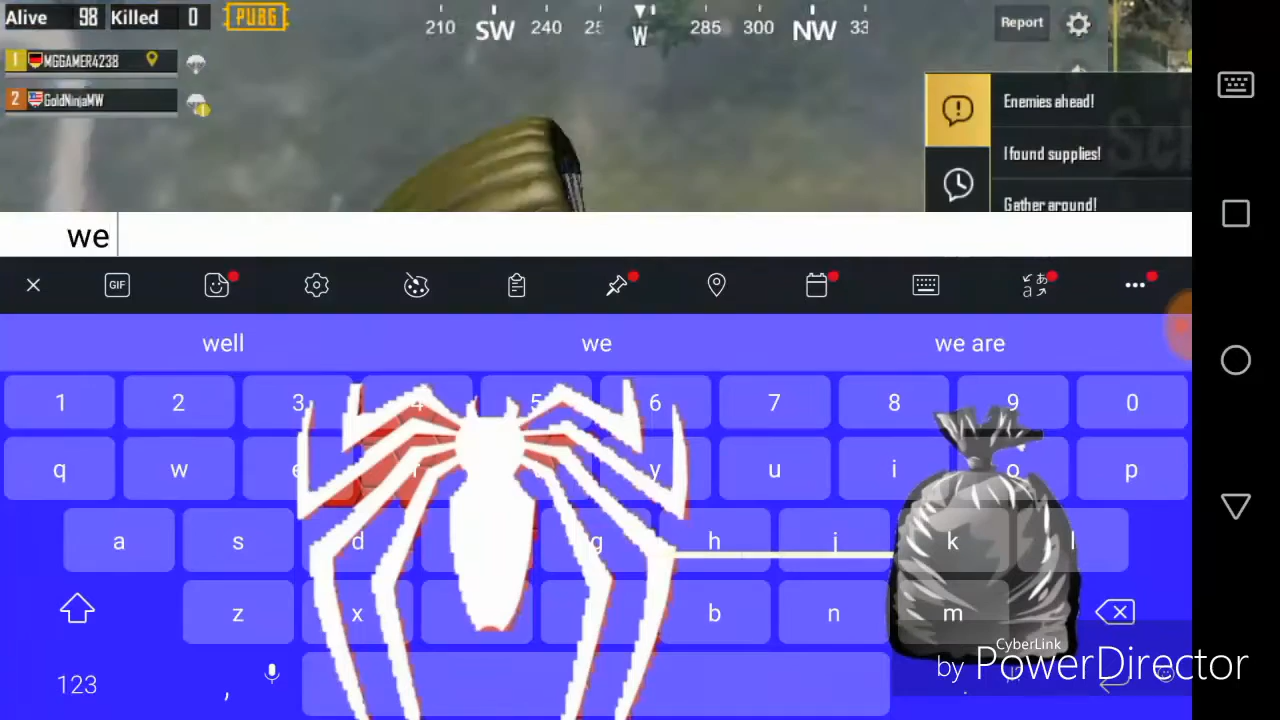 Alive 98 Killed 0 PUBG
210 SW 240 W 285 300 NW 33
Report
1 MGGAMER4238
2 GoldNinjaMW
Enemies ahead!
I found supplies!
Gather around!
we
GIF
well we we are
1 2 3 4 5 6 7 8 9 0
q w e r y u i o p
a s d g h j k l
z x b n m
123 ,
CyberLink
by PowerDirector